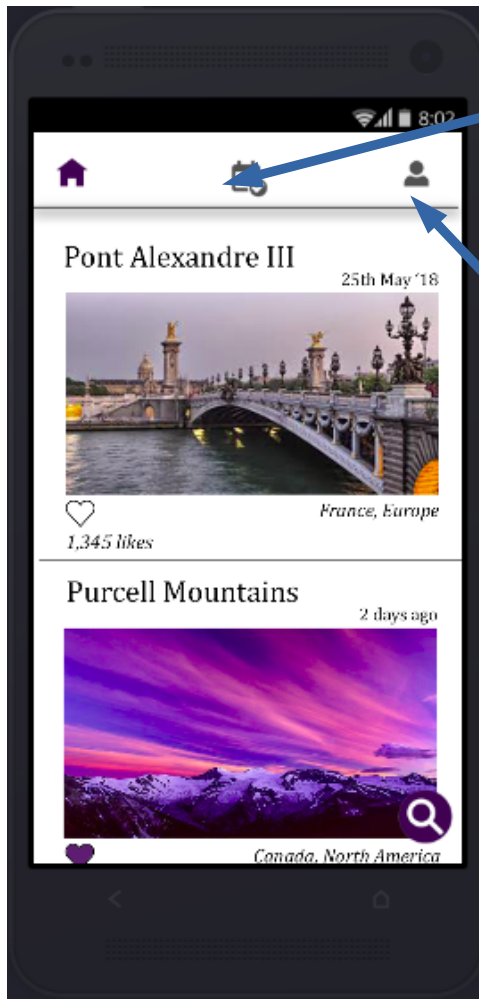 8:02
Pont Alexandre III
25th May ‘18
France, Europe
1,345 likes
Purcell Mountains
2 days ago
Canada, North America